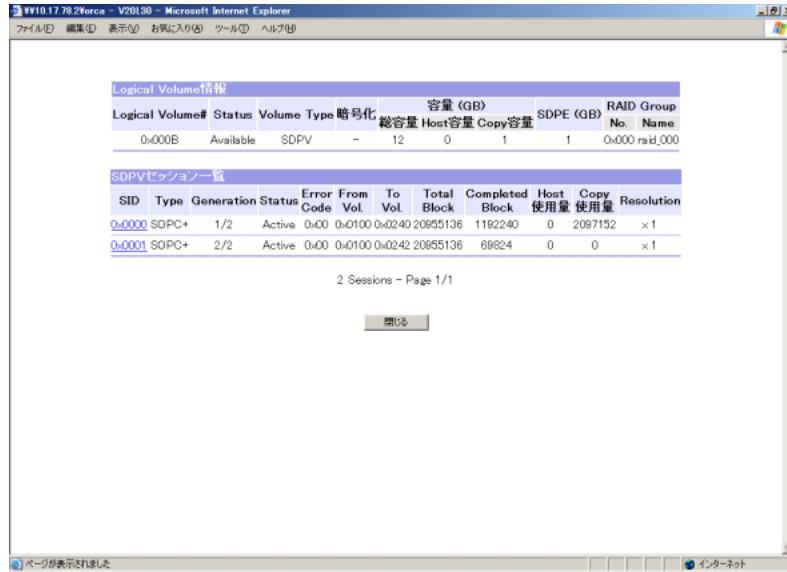 ¥¥10.17.78.2¥orca - V20L30 - Microsoft Internet Explorer
ファイル(F) 編集(E) 表示(V) お気に入り(A) ツール(T) ヘルプ(H)
Logical Volume情報
Logical Volume# Status Volume Type 暗号化 容量 (GB) SDPE (GB) RAID Group
総容量 Host容量 Copy容量 No. Name
0x000B Available SDPV - 12 0 1 1 0x000 raid_000
SDPVセッション一覧
SID Type Generation Status Error Code From Vol. To Vol. Total Block Completed Block Host 使用量 Copy 使用量 Resolution
0x0000 SOPC+ 1/2 Active 0x00 0x0100 0x0240 20955136 1192240 0 2097152 ×1
0x0001 SOPC+ 2/2 Active 0x00 0x0100 0x0242 20955136 69824 0 0 ×1
2 Sessions - Page 1/1
閉じる
ページが表示されました インターネット